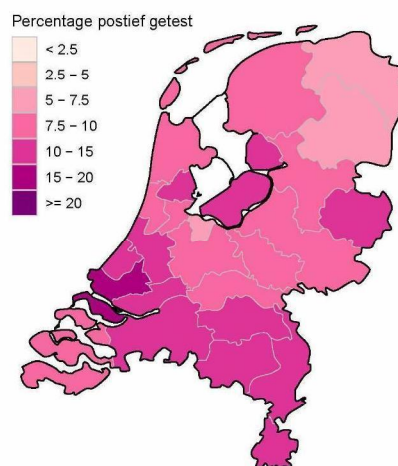 Percentage postief getest
< 2.5
2.5 – 5
5 – 7.5
7.5 – 10
10 – 15
15 – 20
>= 20